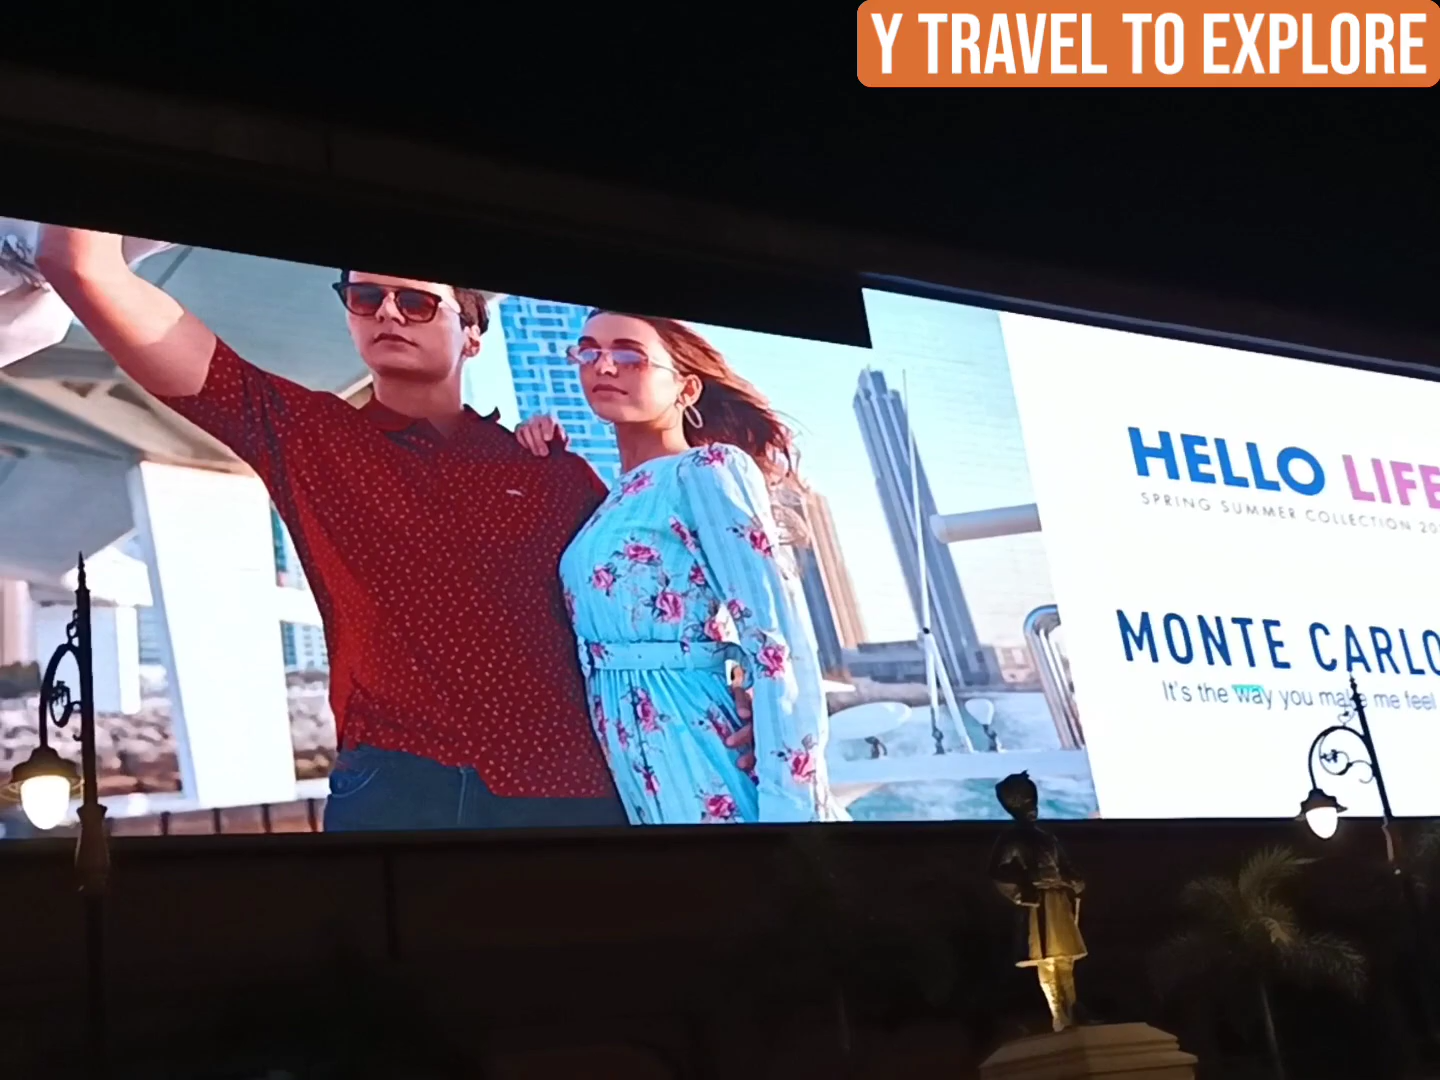 Y TRAVEL TO EXPLORE
HELLO LIFE
SPRING SUMMER COLLECTION
MONTE CARLO
It's the way you make me feel